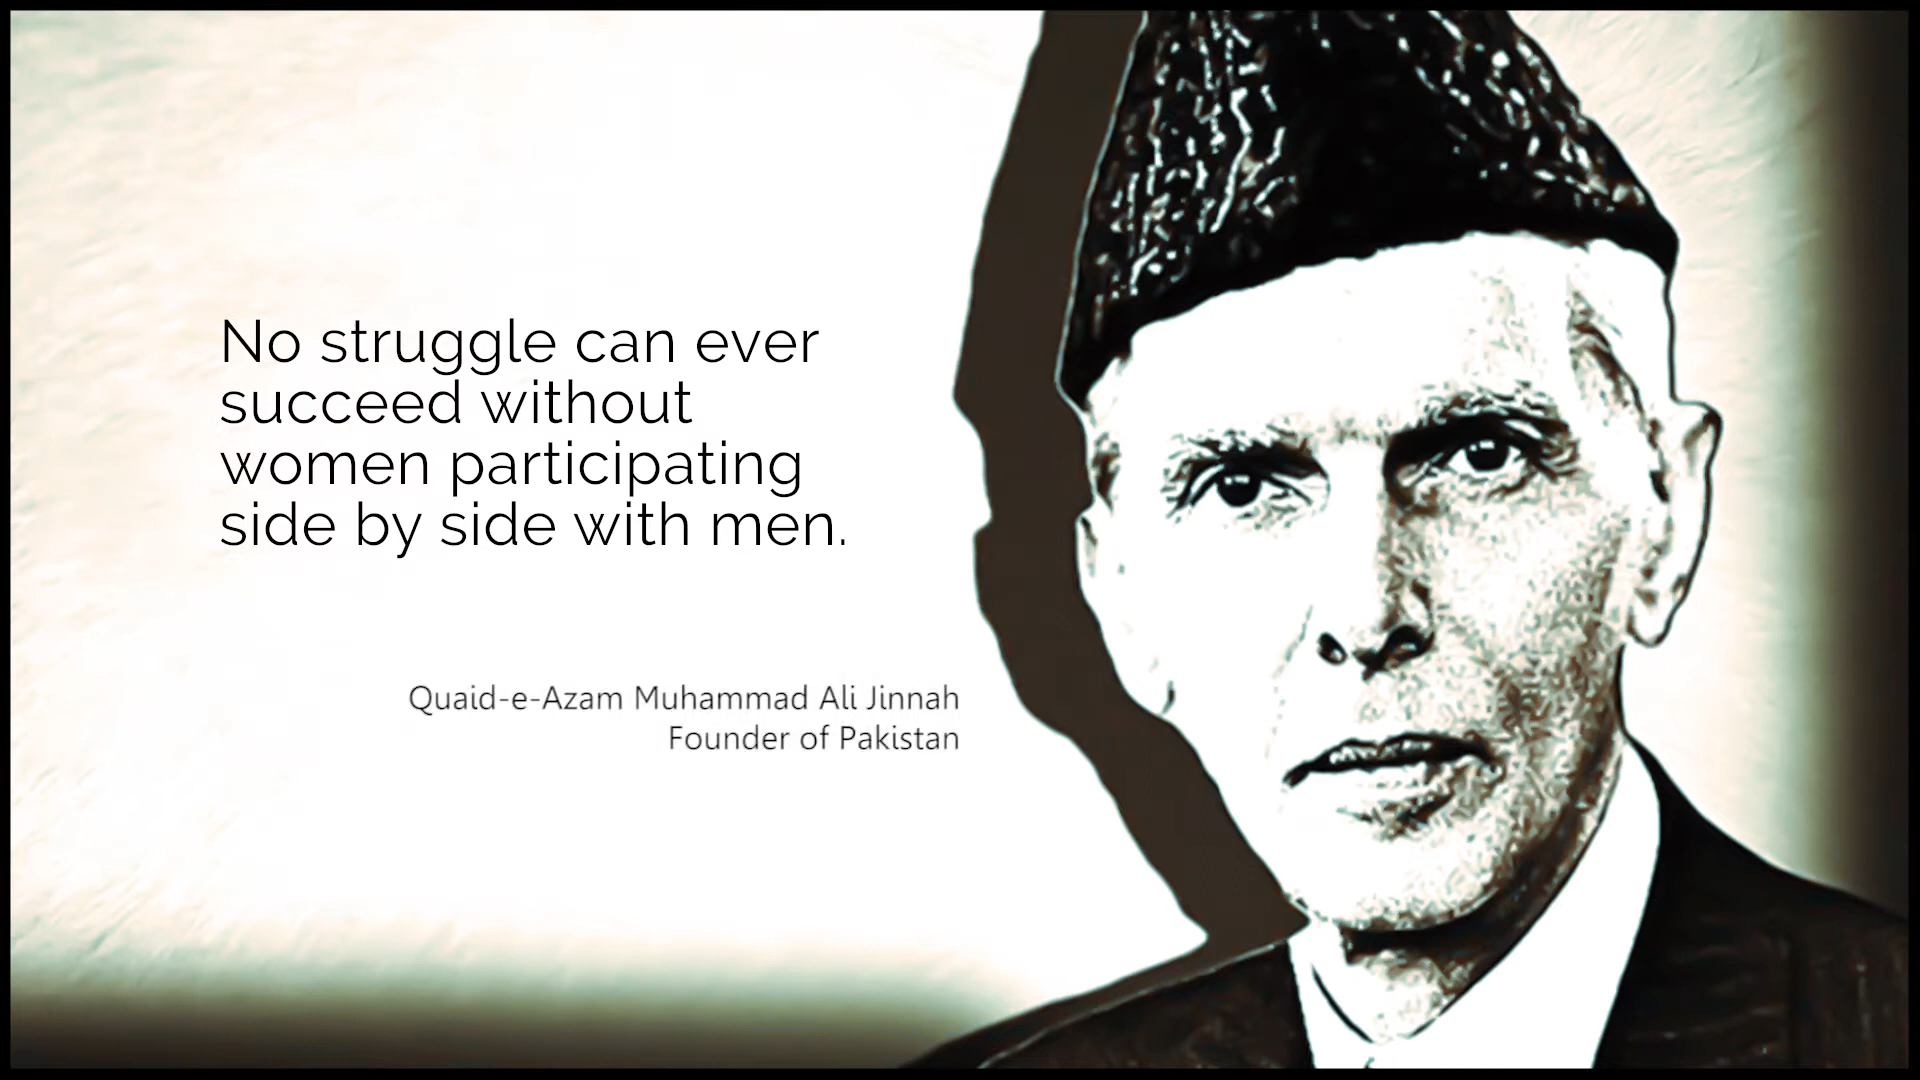 No struggle can ever
succeed without
women participating
side by side with men.
Quaid-e-Azam Muhammad Ali Jinnah
Founder of Pakistan